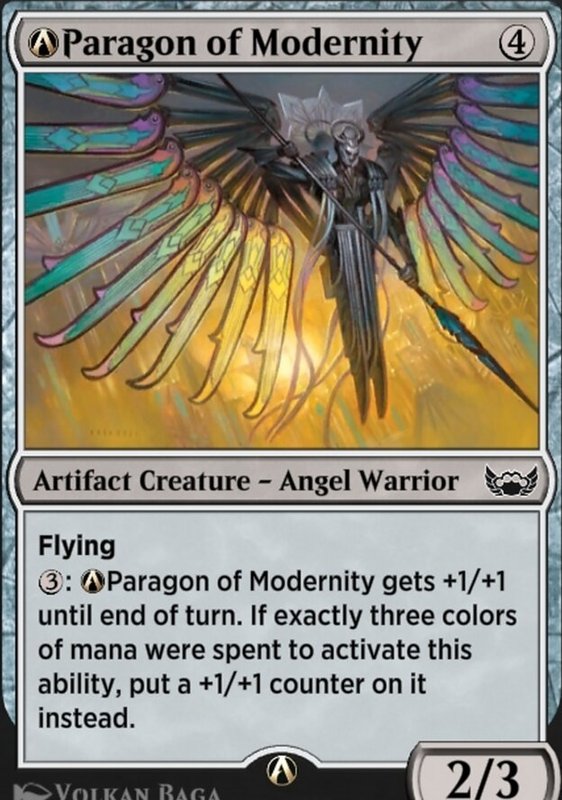 Paragon of Modernity 4
Artifact Creature – Angel Warrior
Flying
3: Paragon of Modernity gets +1/+1
until end of turn. If exactly three colors
of mana were spent to activate this
ability, put a +1/+1 counter on it
instead.
2/3
Volkan Baga